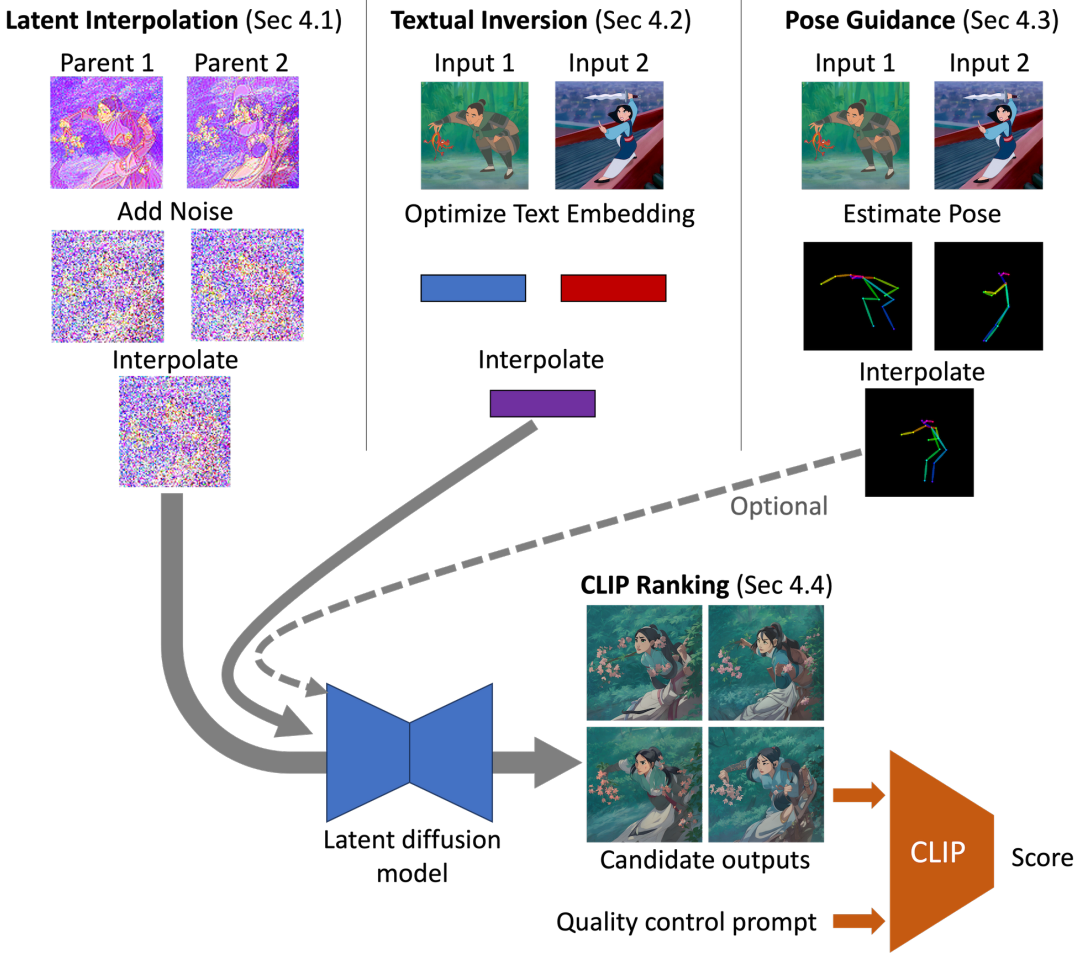 Latent Interpolation (Sec 4.1)
Parent 1
Parent 2
Add Noise
Interpolate
Textual Inversion (Sec 4.2)
Input 1
Input 2
Optimize Text Embedding
Interpolate
Pose Guidance (Sec 4.3)
Input 1
Input 2
Estimate Pose
Interpolate
Optional
Latent diffusion
model
CLIP Ranking (Sec 4.4)
Candidate outputs
Quality control prompt
CLIP
Score